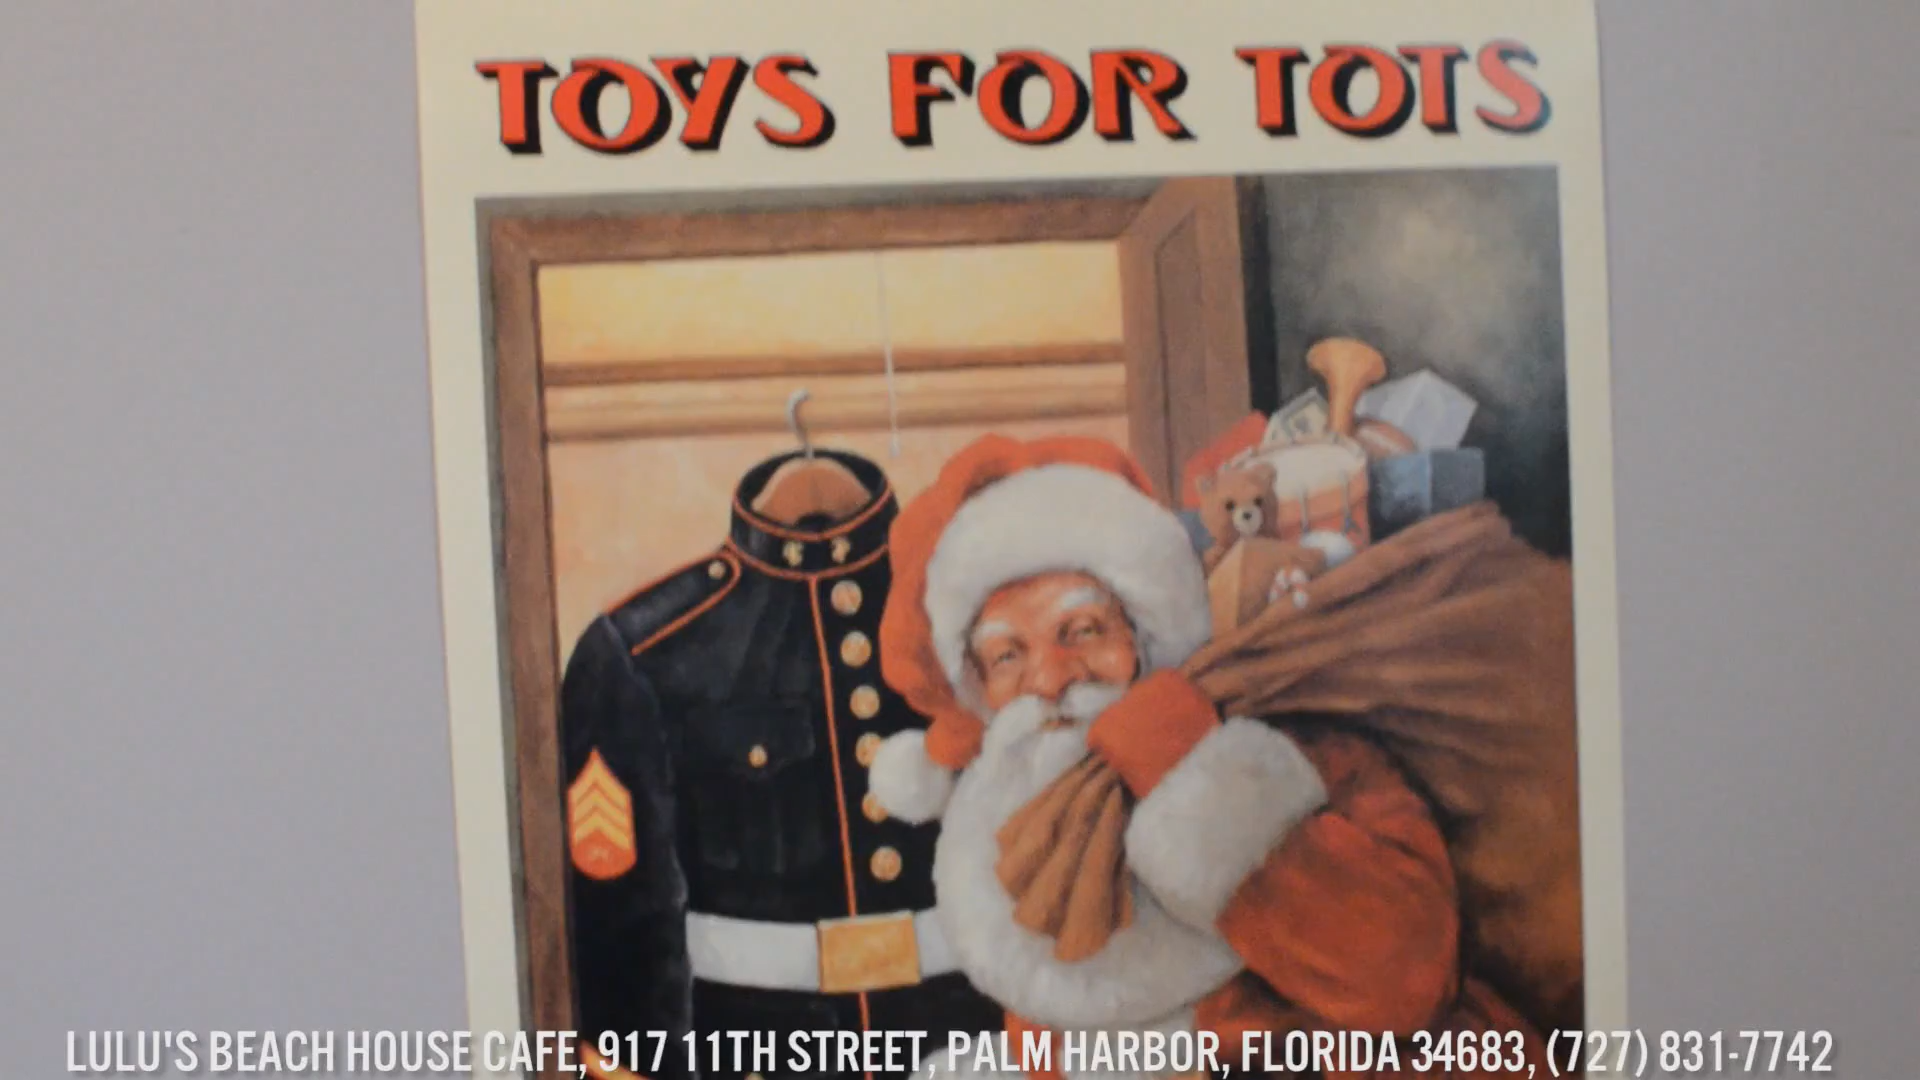 TOYS FOR TOTS
LULU'S BEACH HOUSE CAFE, 917 11TH STREET, PALM HARBOR, FLORIDA 34683, (727) 831-7742